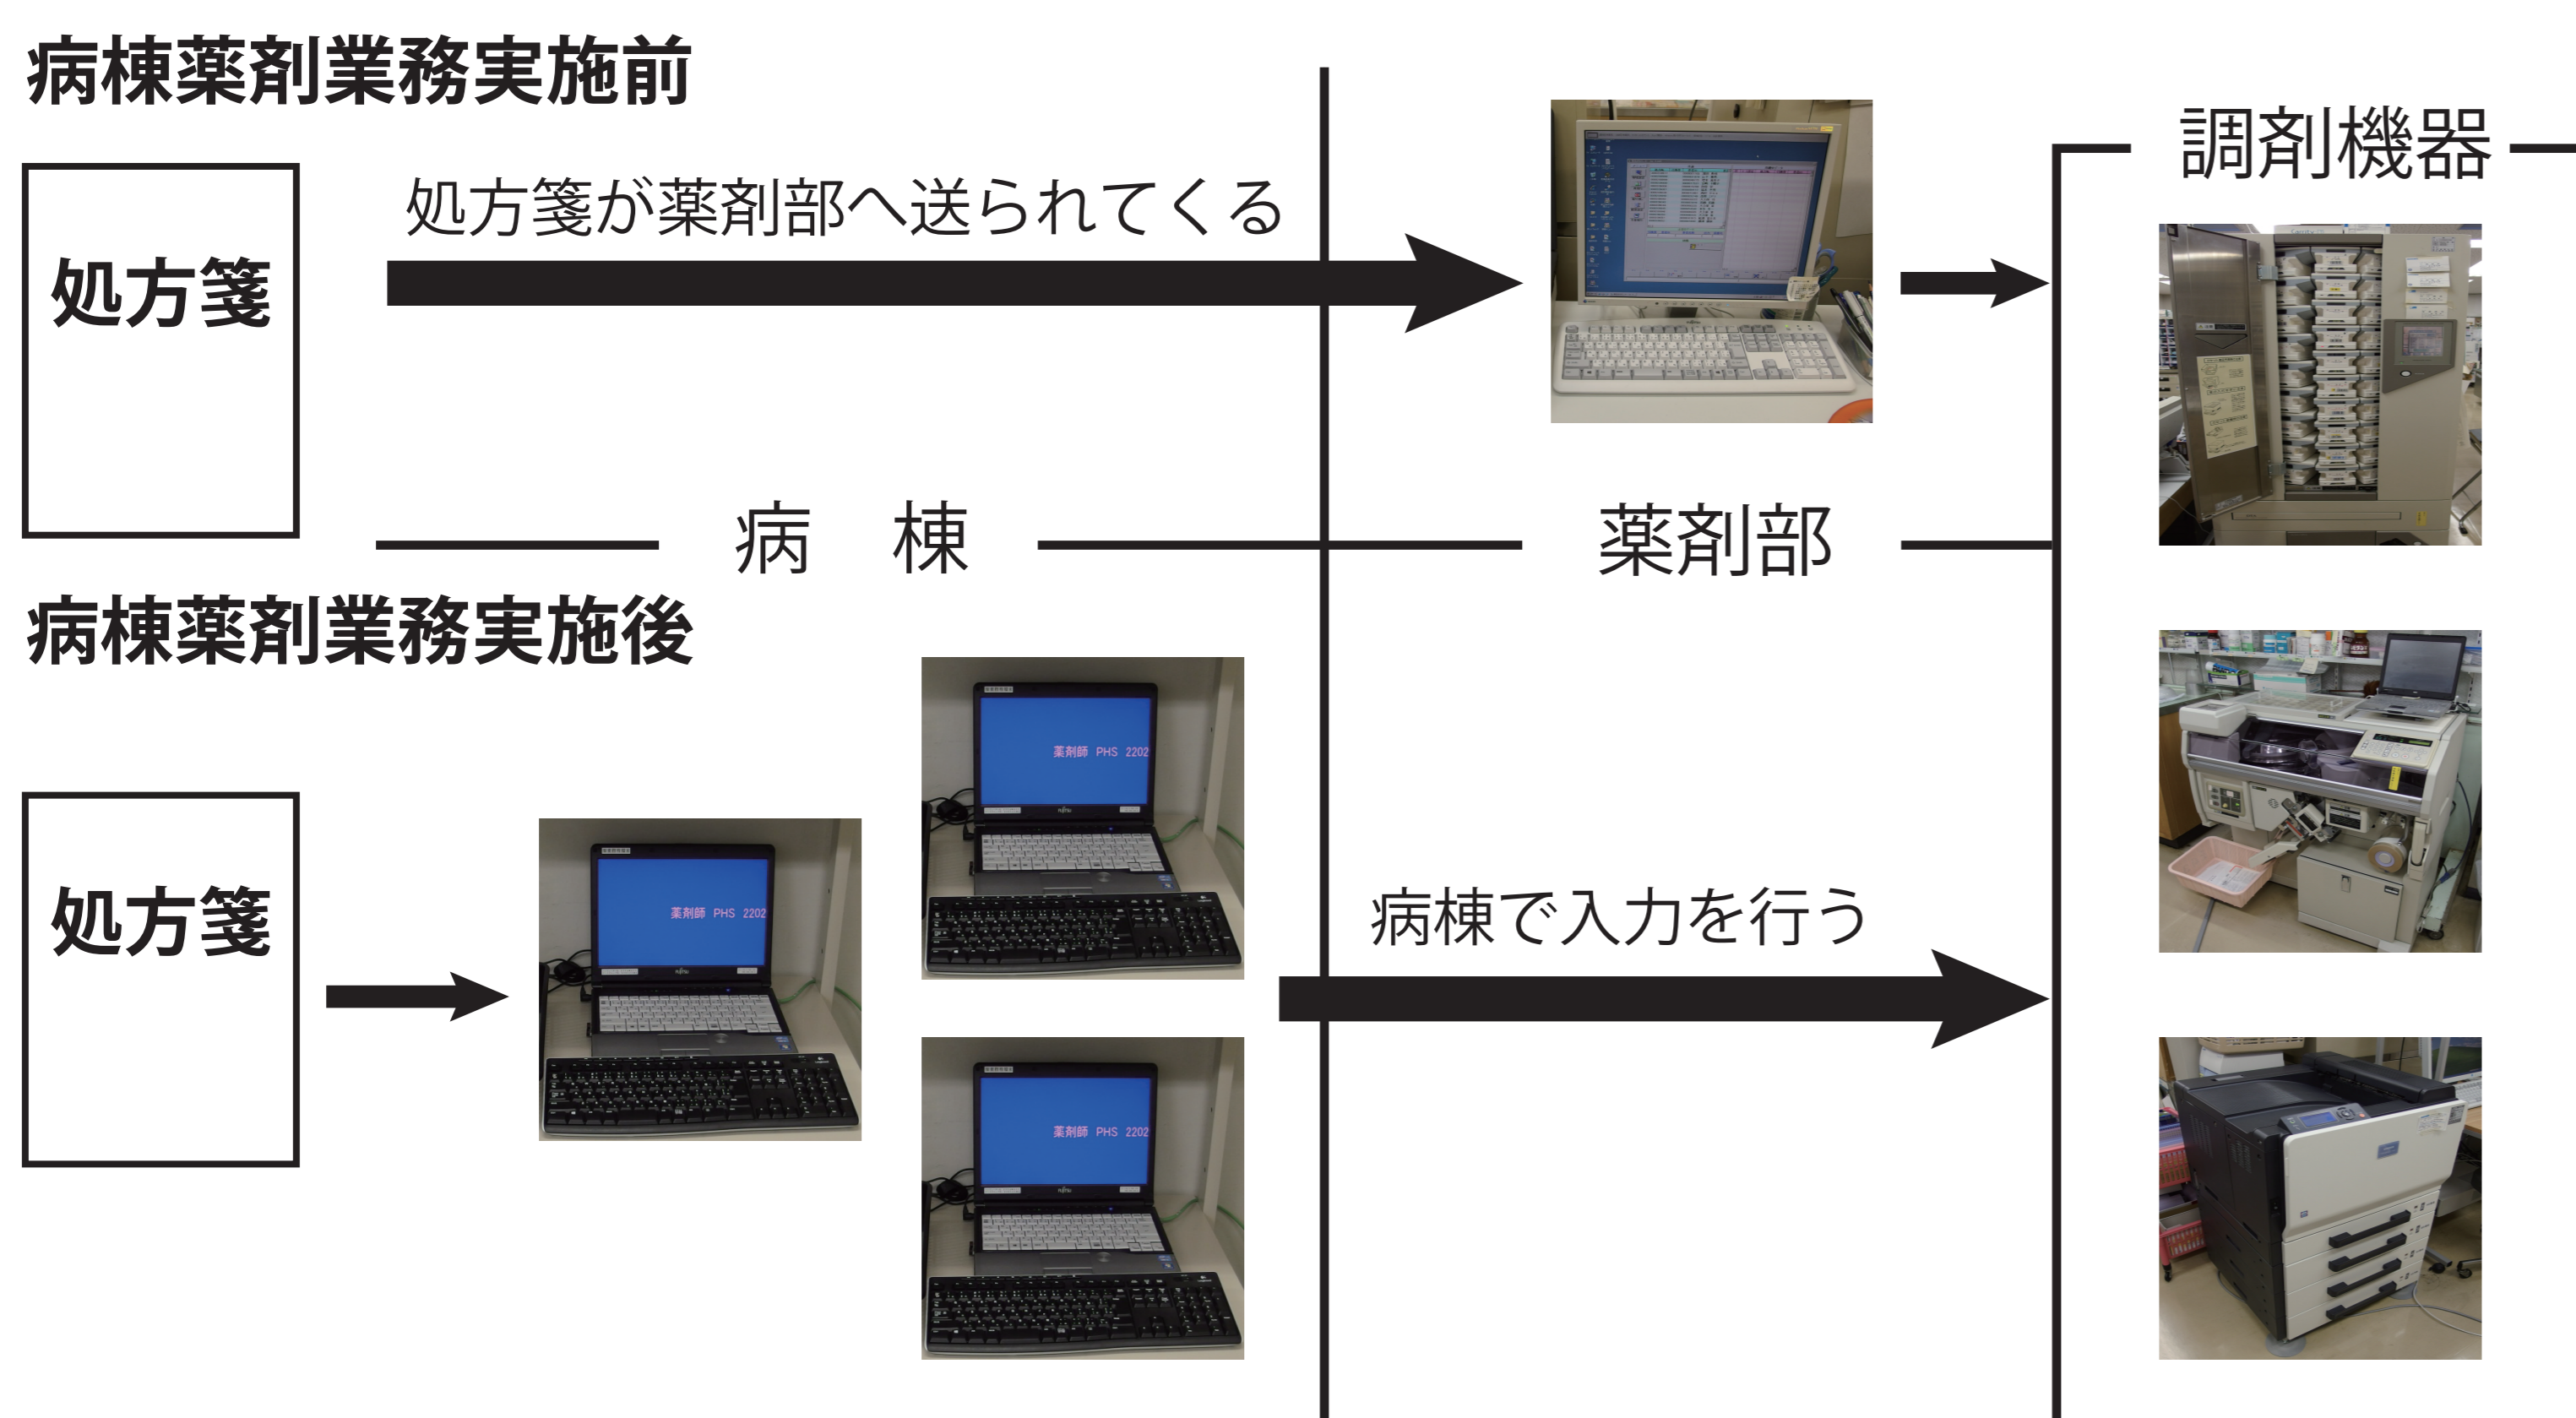 病棟薬剤業務実施前
調剤機器
処方箋が薬剤部へ送られてくる
処方箋
病 棟
薬剤部
病棟薬剤業務実施後
薬剤師 PHS 2202
薬剤師 PHS 2202
病棟で入力を行う
処方箋
薬剤師 PHS 2202